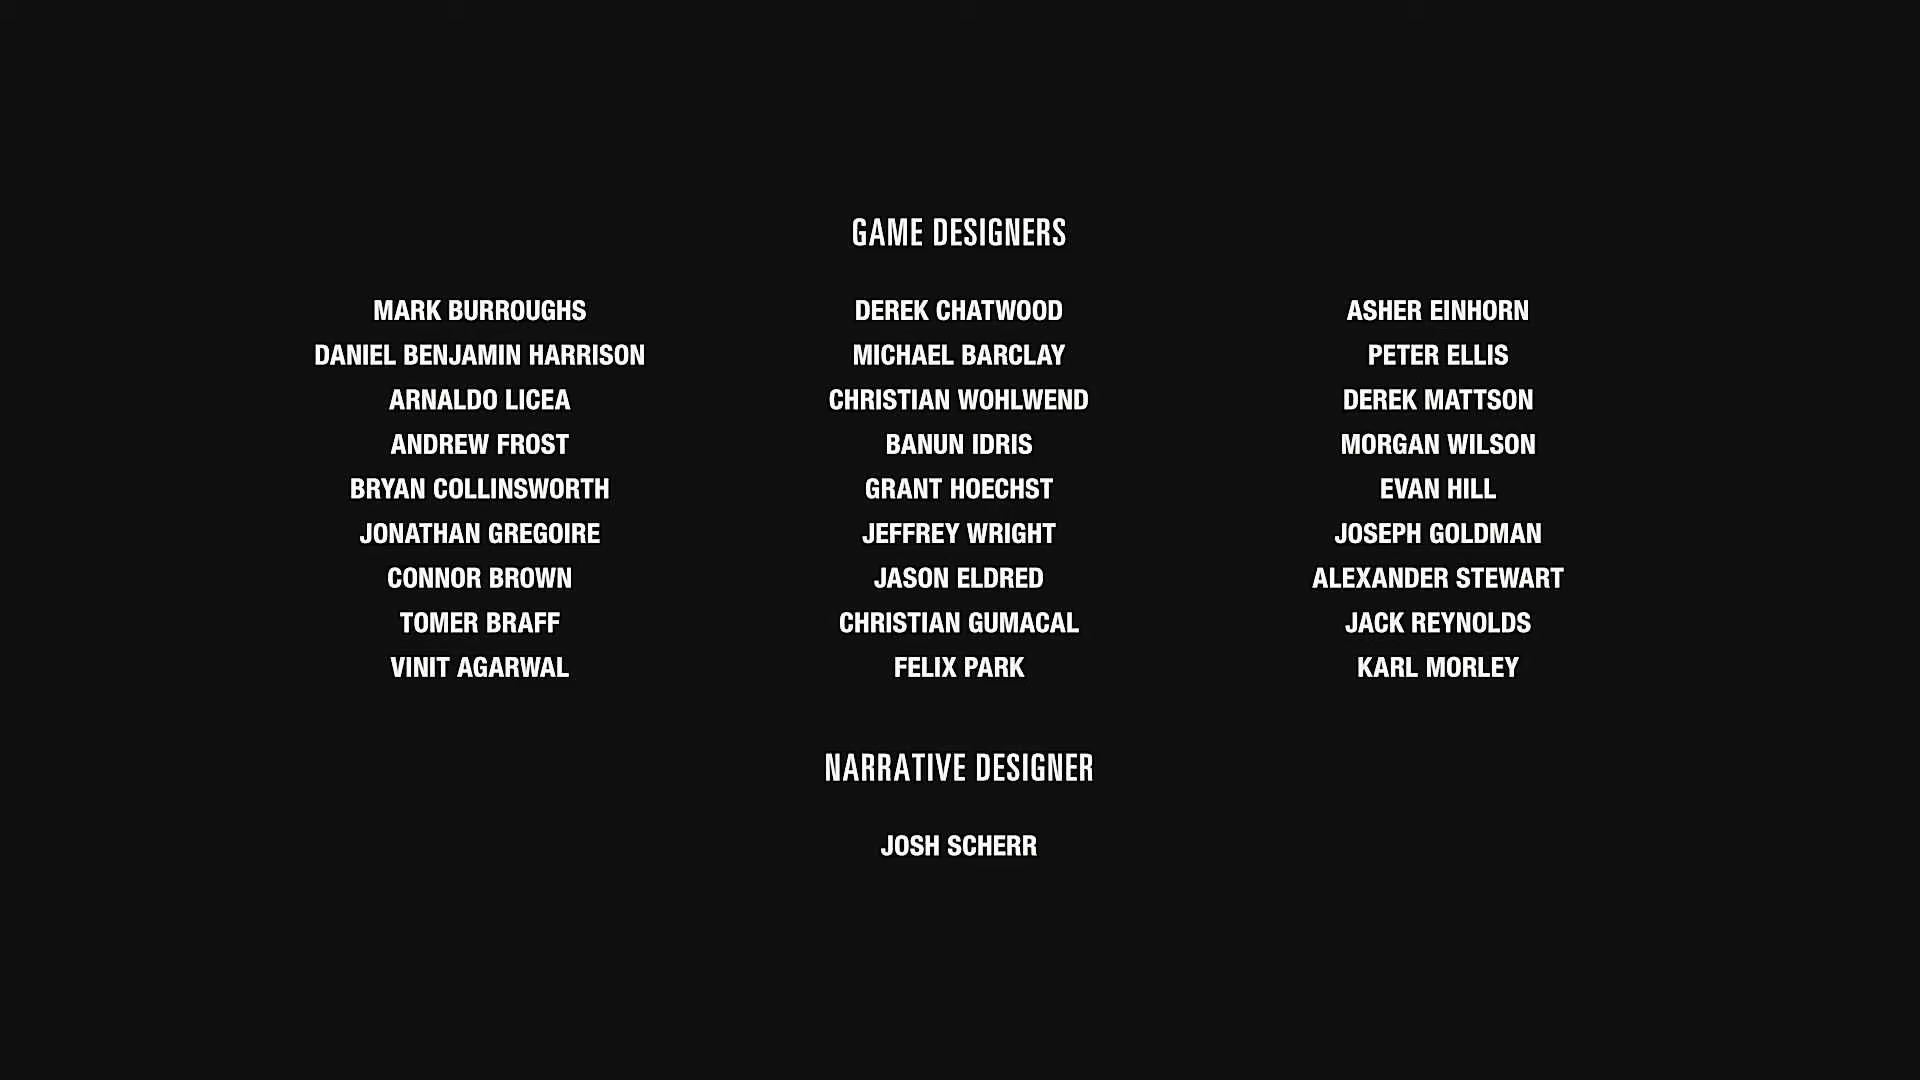 GAME DESIGNERS
MARK BURROUGHS
DANIEL BENJAMIN HARRISON
ARNALDO LICEA
ANDREW FROST
BRYAN COLLINSWORTH
JONATHAN GREGOIRE
CONNOR BROWN
TOMER BRAFF
VINIT AGARWAL
DEREK CHATWOOD
MICHAEL BARCLAY
CHRISTIAN WOHLWEND
BANUN IDRIS
GRANT HOECHST
JEFFREY WRIGHT
JASON ELDRED
CHRISTIAN GUMACAL
FELIX PARK
ASHER EINHORN
PETER ELLIS
DEREK MATTSON
MORGAN WILSON
EVAN HILL
JOSEPH GOLDMAN
ALEXANDER STEWART
JACK REYNOLDS
KARL MORLEY
NARRATIVE DESIGNER
JOSH SCHERR